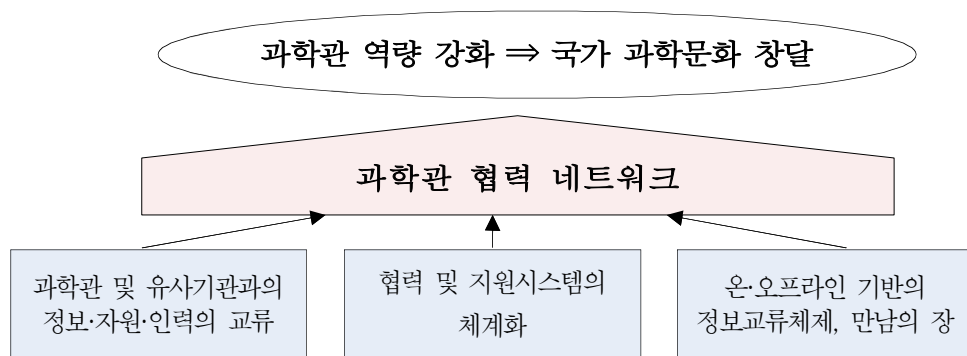 과학관 역량 강화 ⇒ 국가 과학문화 창달
과학관 협력 네트워크
과학관 및 유사기관과의
정보·자원·인력의 교류
협력 및 지원시스템의
체계화
온·오프라인 기반의
정보교류체제, 만남의 장